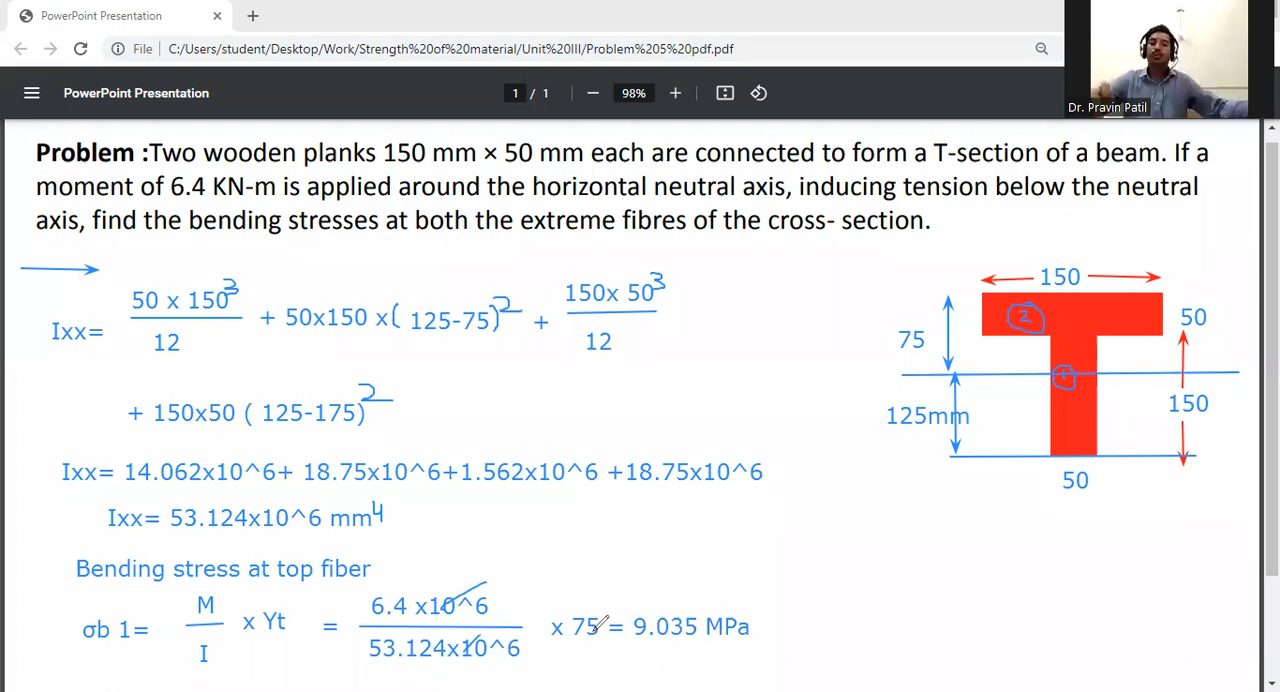 PowerPoint Presentation
File C:/Users/student/Desktop/Work/Strength%20of%20material/Unit%20III/Problem%205%20pdf.pdf
PowerPoint Presentation 1 / 1 98%
Dr. Pravin Patil
Problem :Two wooden planks 150 mm × 50 mm each are connected to form a T-section of a beam. If a
moment of 6.4 KN-m is applied around the horizontal neutral axis, inducing tension below the neutral
axis, find the bending stresses at both the extreme fibres of the cross- section.
Ixx= 50 x 150^3 / 12 + 50x150 x( 125-75)^2 + 150x 50^3 / 12
+ 150x50 ( 125-175)^2
Ixx= 14.062x10^6+ 18.75x10^6+1.562x10^6 +18.75x10^6
Ixx= 53.124x10^6 mm^4
Bending stress at top fiber
σb 1= M / I x Yt = 6.4 x10^6 / 53.124x10^6 x 75 = 9.035 MPa
150
2
50
75
1
125mm
150
50